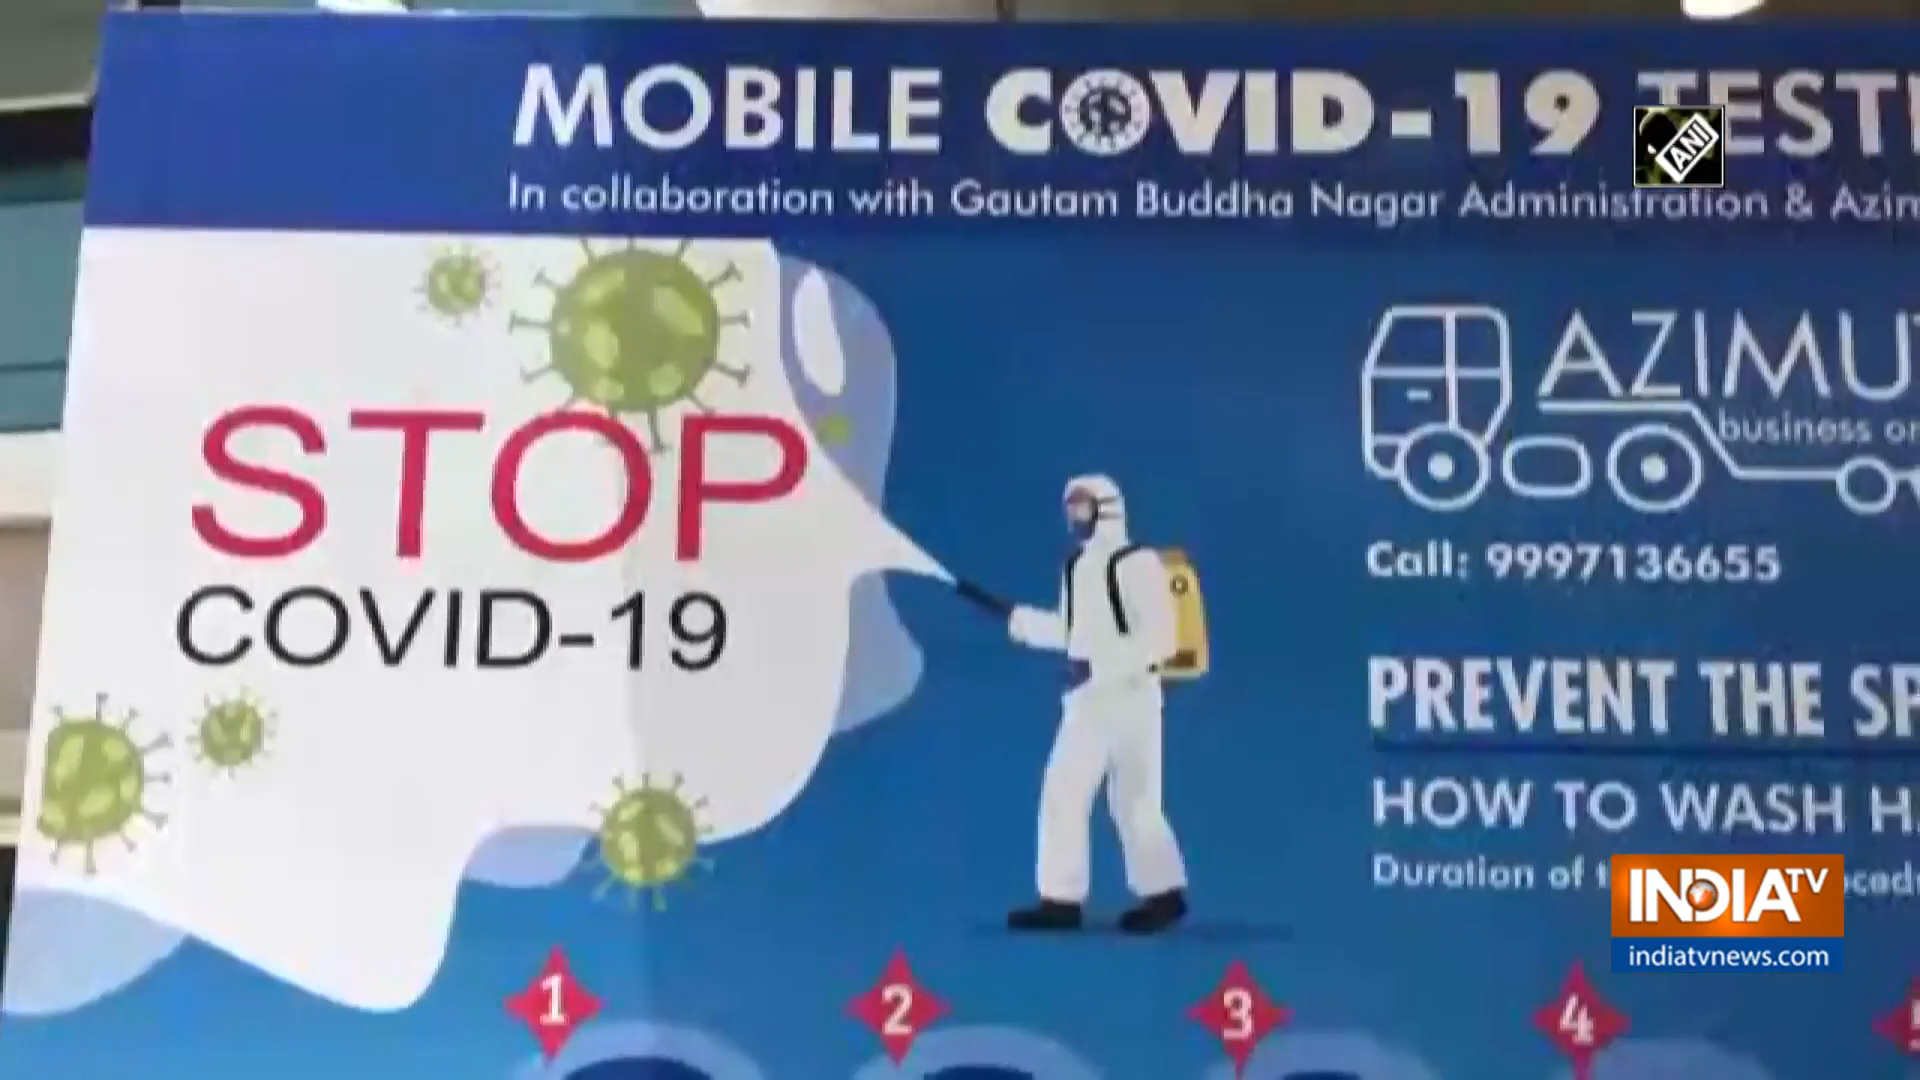 MOBILE COVID-19
ANI
In collaboration with Gautam Buddha Nagar Administration &
STOP
COVID-19
business
Call: 9997136655
PREVENT THE
HOW TO WASH
Duration of
INDIA TV
indiatvnews.com
1 2 3 4